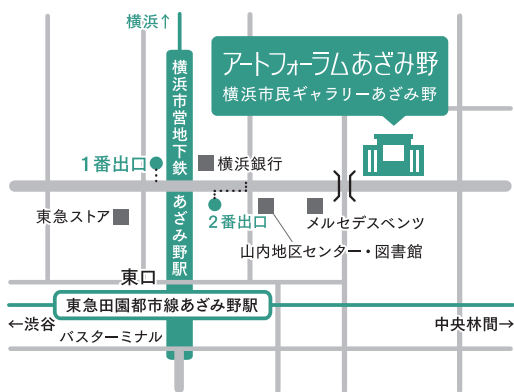 横浜↑
アートフォーラムあざみ野
横浜市民ギャラリーあざみ野
横浜市営地下鉄 あざみ野駅
1番出口
横浜銀行
東急ストア
2番出口
メルセデスベンツ
山内地区センター・図書館
東口
東急田園都市線あざみ野駅
←渋谷
中央林間→
バスターミナル